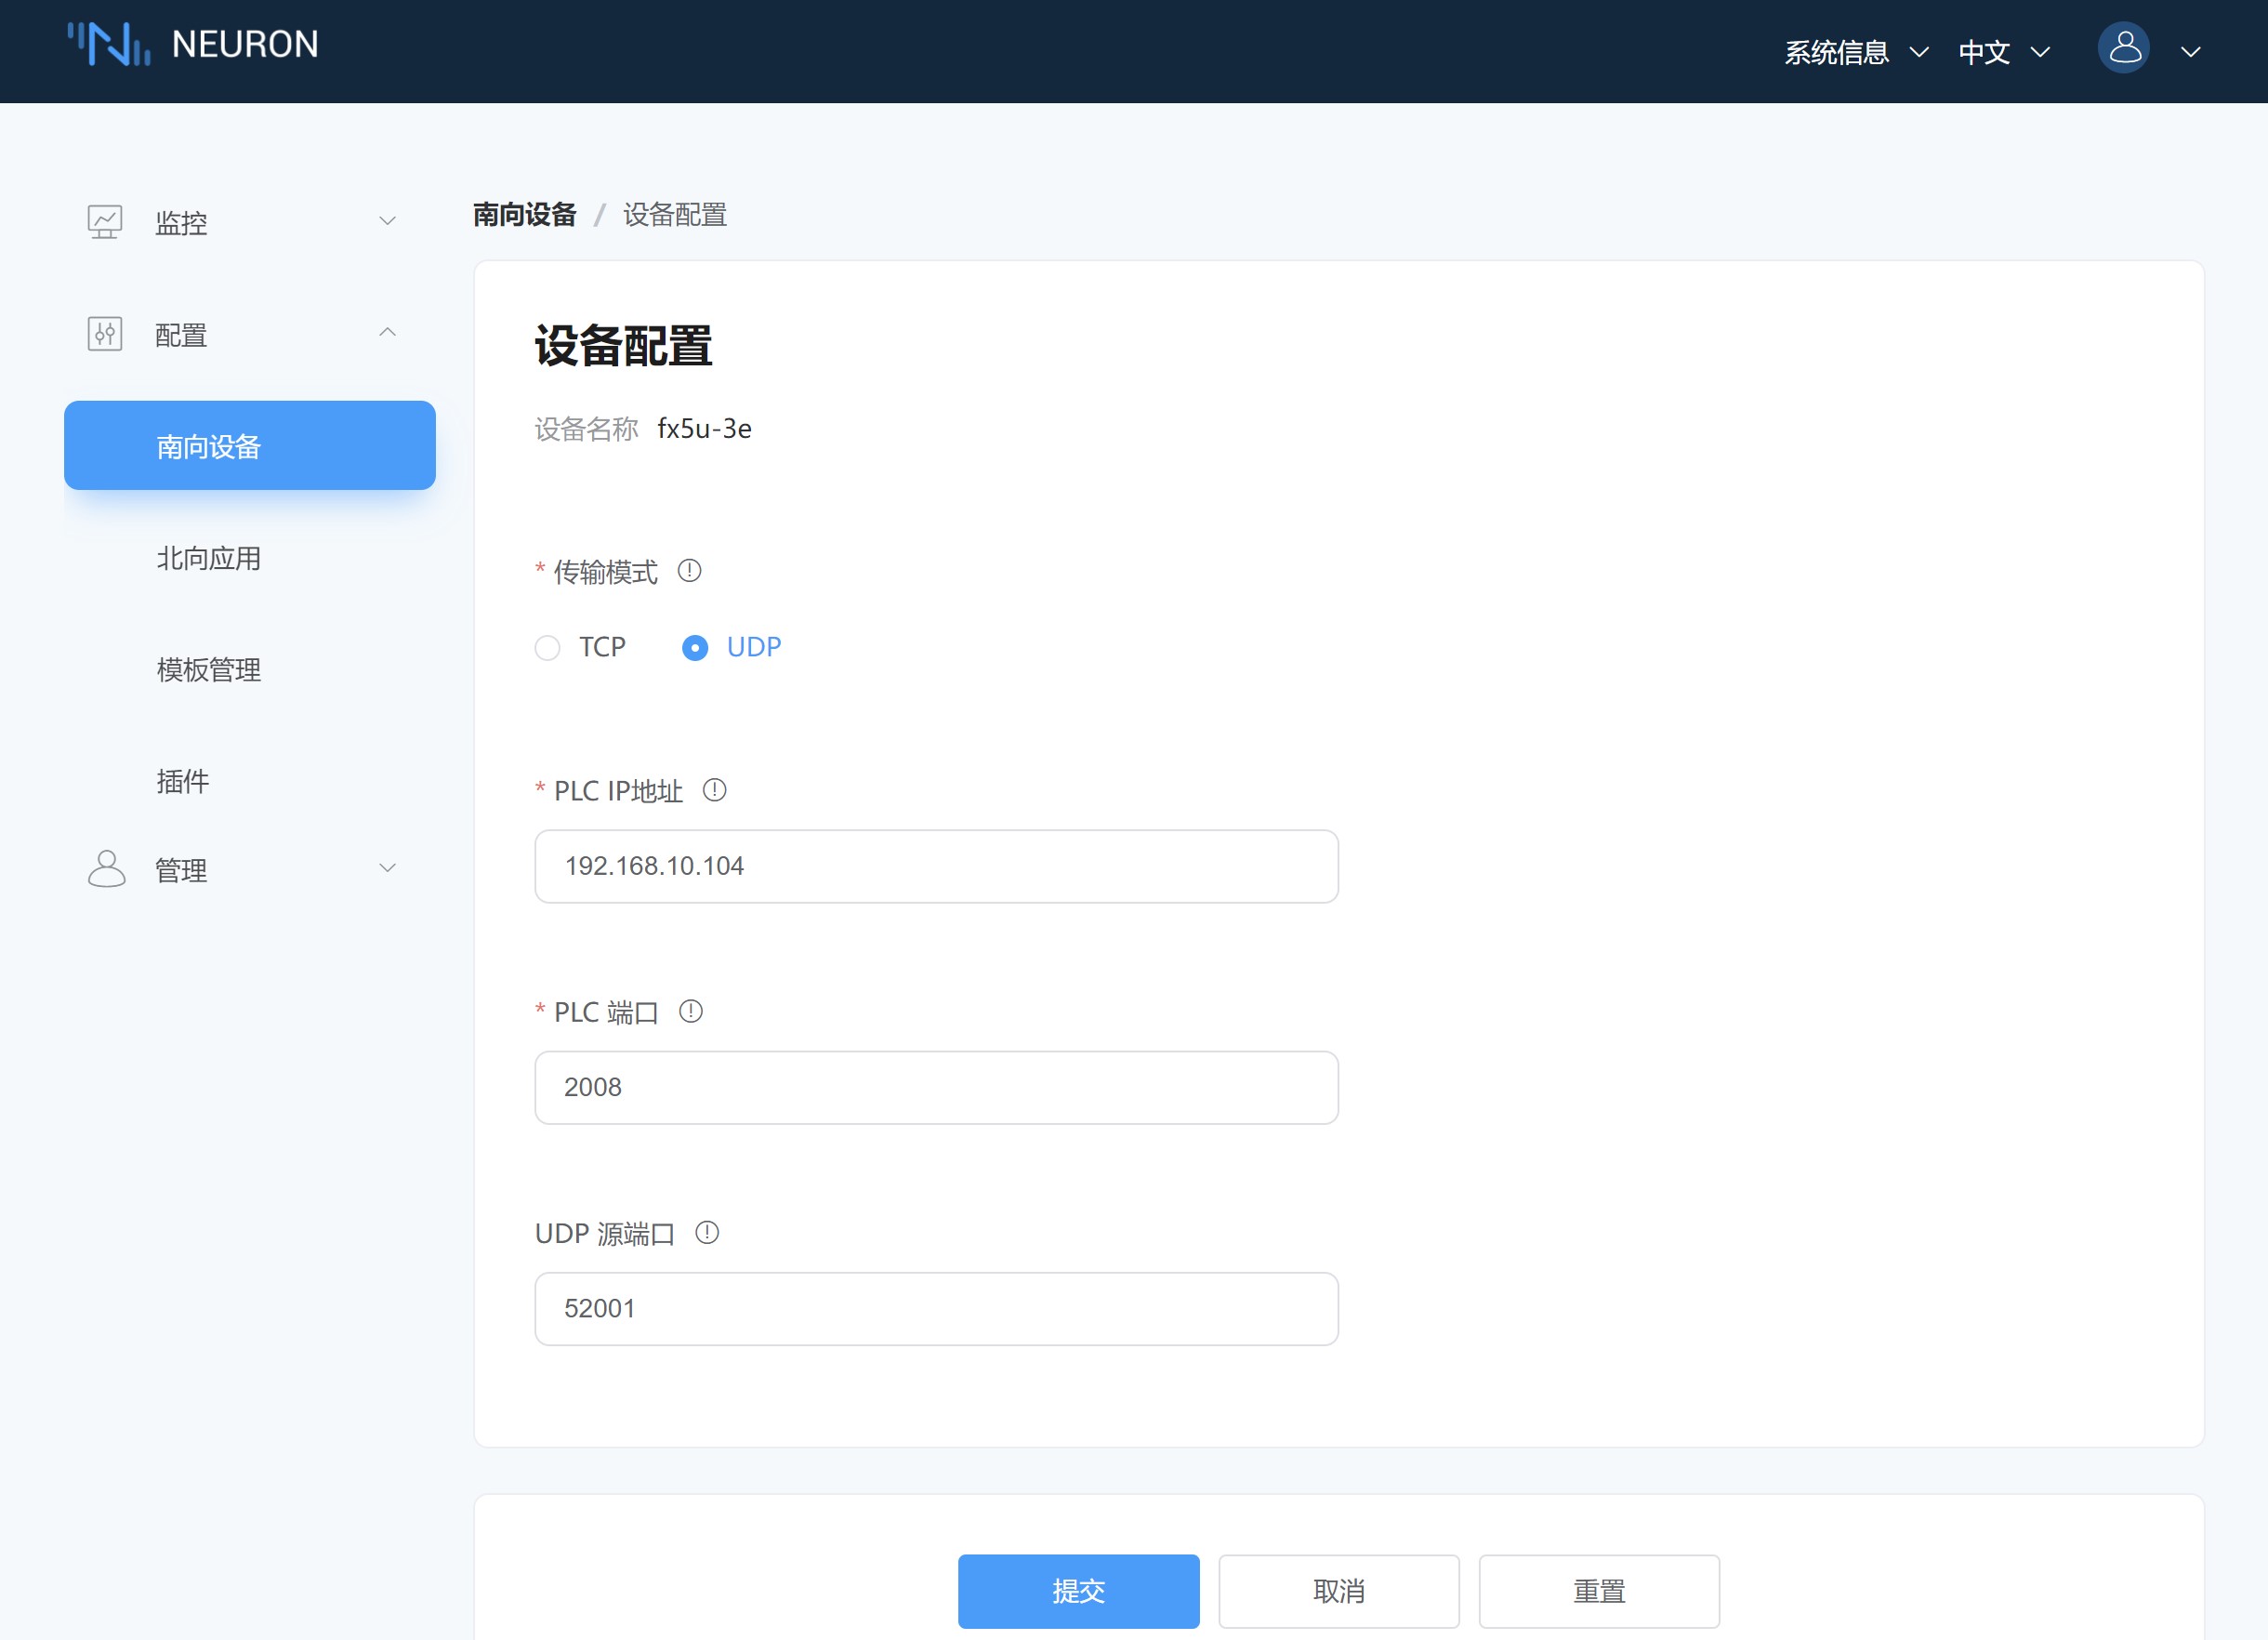 NEURON
系统信息
中文
监控
配置
南向设备
北向应用
模板管理
插件
管理
南向设备 / 设备配置
设备配置
设备名称 fx5u-3e
* 传输模式
TCP UDP
* PLC IP地址
192.168.10.104
* PLC 端口
2008
UDP 源端口
52001
提交 取消 重置